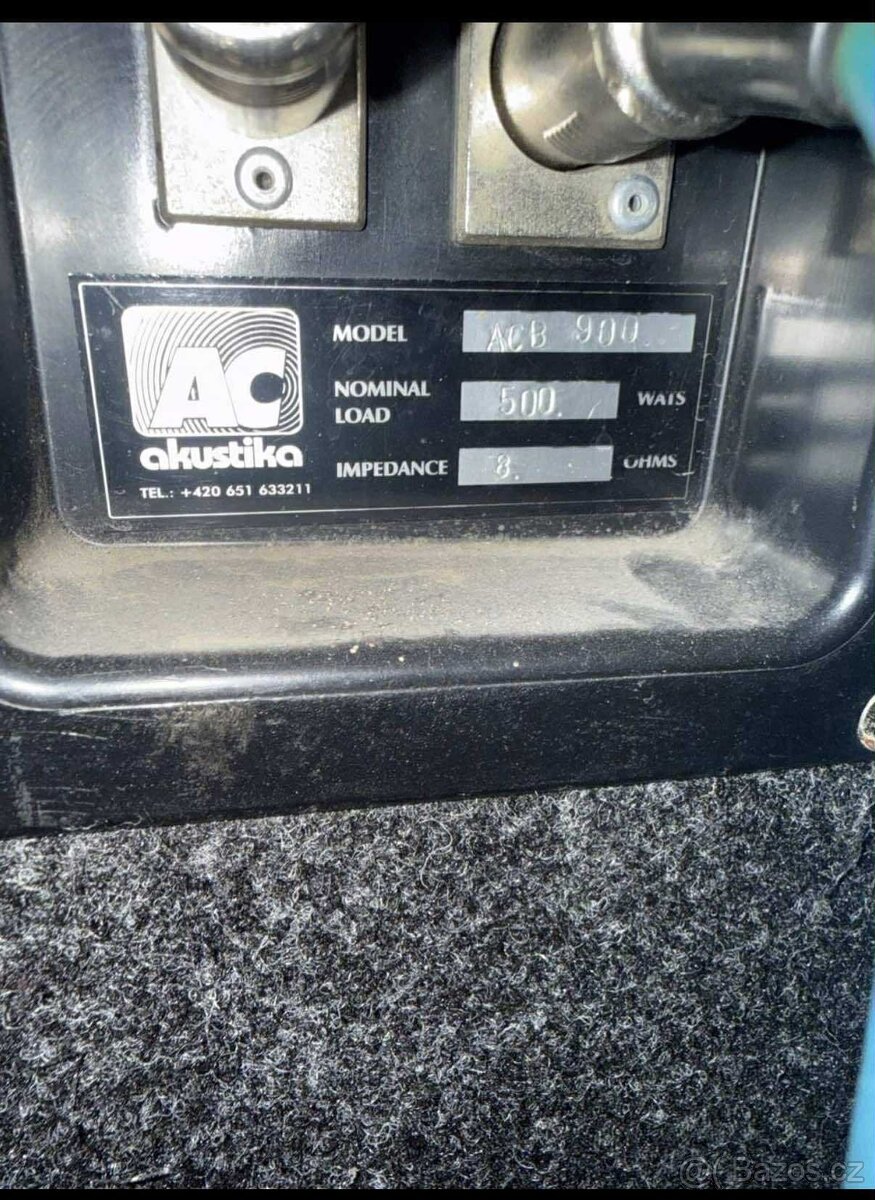 AC
akustika
TEL.: +420 651 633211
MODEL ACB 900
NOMINAL LOAD 500 WATS
IMPEDANCE 8 OHMS
Bazos.cz